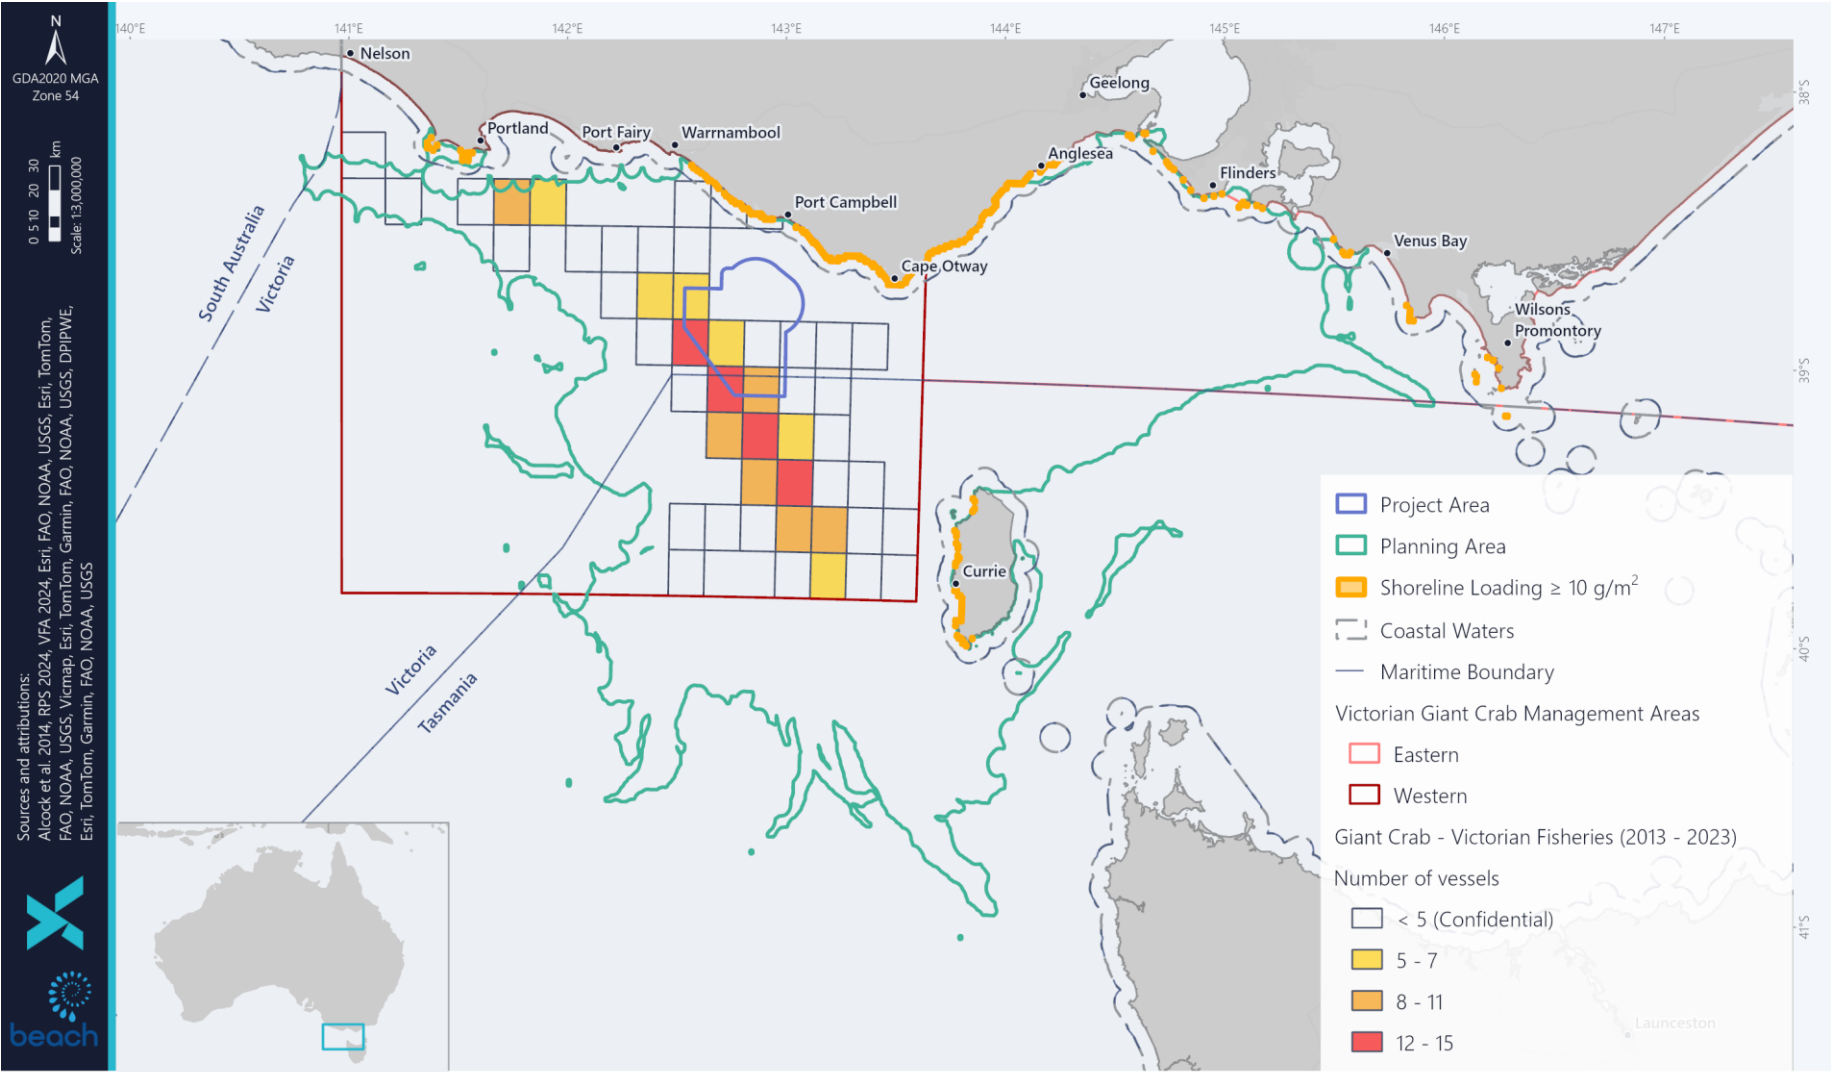 140°E
141°E
142°E
143°E
144°E
145°E
146°E
147°E
38°S
39°S
40°S
41°S
N
GDA2020 MGA
Zone 54
0 5 10 20 30 km
Scale: 1:3,000,000
Sources and attributions:
Alcock et al. 2014, RPS 2024, VFA 2024, Esri, FAO, NOAA, USGS, Esri, TomTom,
FAO, NOAA, USGS, Vicmap, Esri, TomTom, Garmin, FAO, NOAA, USGS, DPIPWE,
Esri, TomTom, Garmin, FAO, NOAA, USGS
beach
Nelson
Portland
Port Fairy
Warrnambool
Port Campbell
Cape Otway
Geelong
Anglesea
Flinders
Venus Bay
Wilsons
Promontory
Currie
South Australia
Victoria
Victoria
Tasmania
Project Area
Planning Area
Shoreline Loading ≥ 10 g/m²
Coastal Waters
Maritime Boundary
Victorian Giant Crab Management Areas
Eastern
Western
Giant Crab - Victorian Fisheries (2013 - 2023)
Number of vessels
< 5 (Confidential)
5 - 7
8 - 11
12 - 15
Launceston